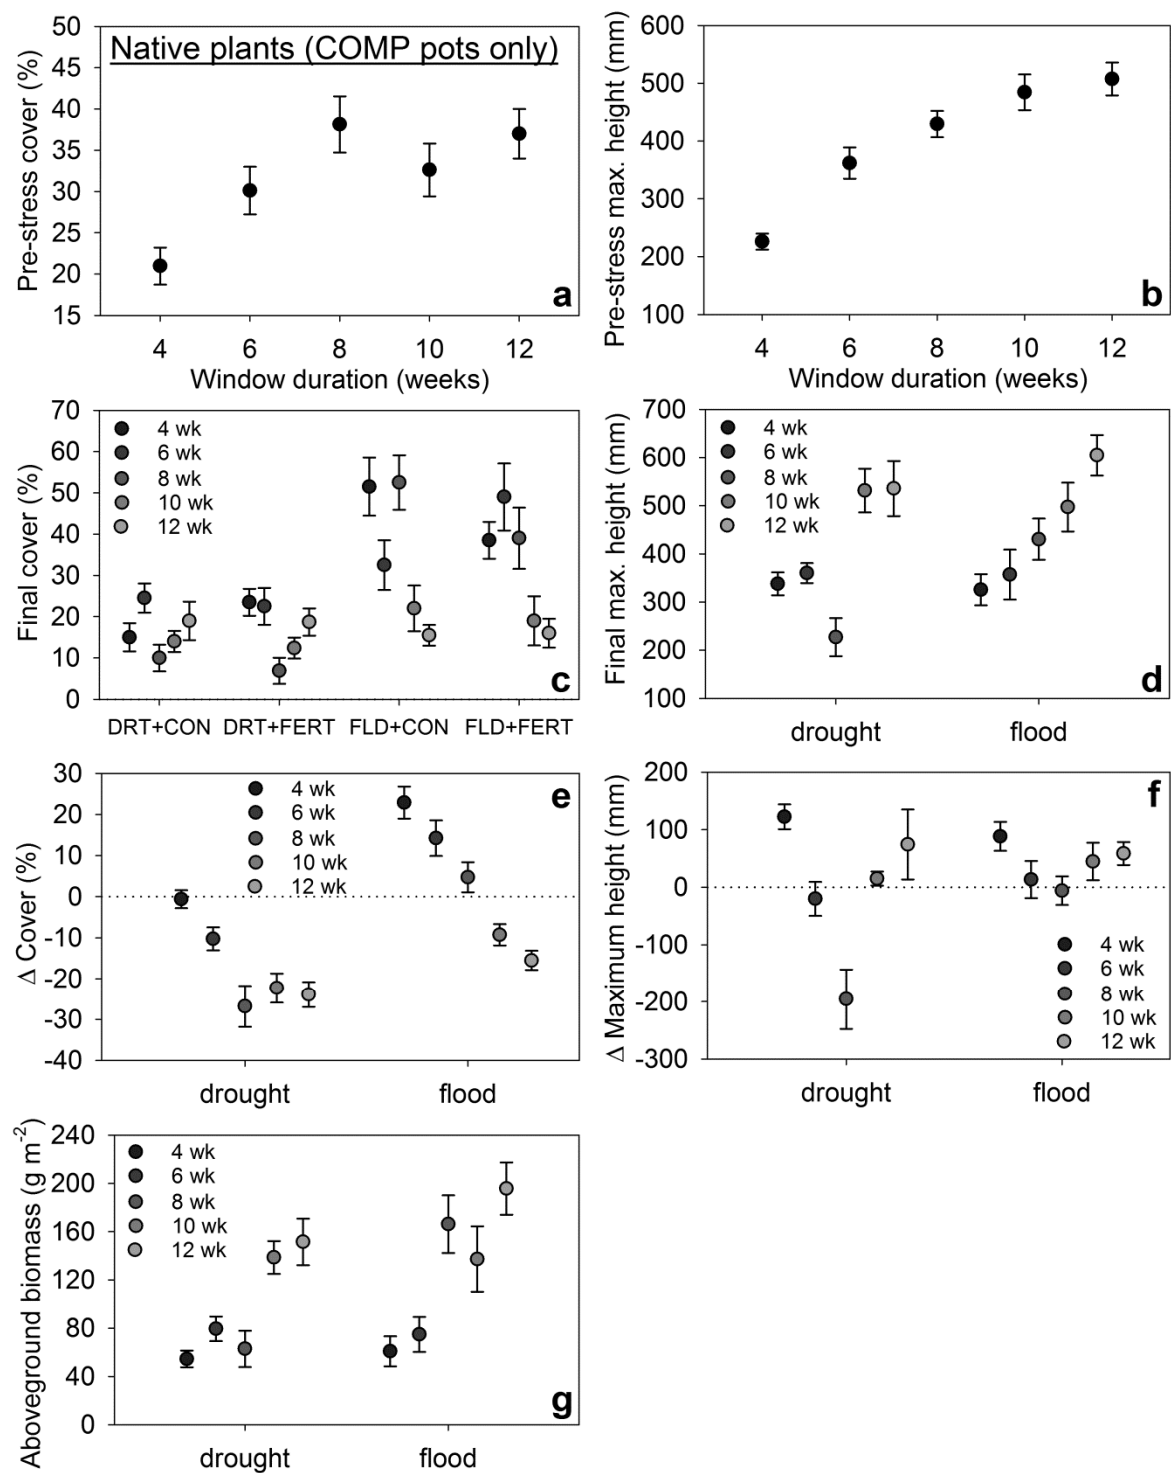 Native plants (COMP pots only)
Pre-stress cover (%)
50
45
40
35
30
25
20
15
a
4 6 8 10 12
Window duration (weeks)
Pre-stress max. height (mm)
600
500
400
300
200
100
b
4 6 8 10 12
Window duration (weeks)
Final cover (%)
70
60
50
40
30
20
10
0
4 wk
6 wk
8 wk
10 wk
12 wk
c
DRT+CON DRT+FERT FLD+CON FLD+FERT
Final max. height (mm)
700
600
500
400
300
200
100
4 wk
6 wk
8 wk
10 wk
12 wk
d
drought flood
Δ Cover (%)
30
20
10
0
-10
-20
-30
-40
4 wk
6 wk
8 wk
10 wk
12 wk
e
drought flood
Δ Maximum height (mm)
200
100
0
-100
-200
-300
f
4 wk
6 wk
8 wk
10 wk
12 wk
drought flood
Aboveground biomass (g m⁻²)
240
200
160
120
80
40
0
4 wk
6 wk
8 wk
10 wk
12 wk
g
drought flood